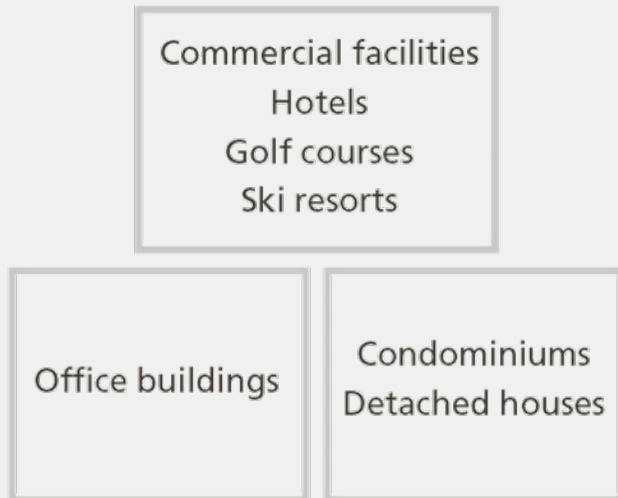 Commercial facilities
Hotels
Golf courses
Ski resorts
Office buildings
Condominiums
Detached houses